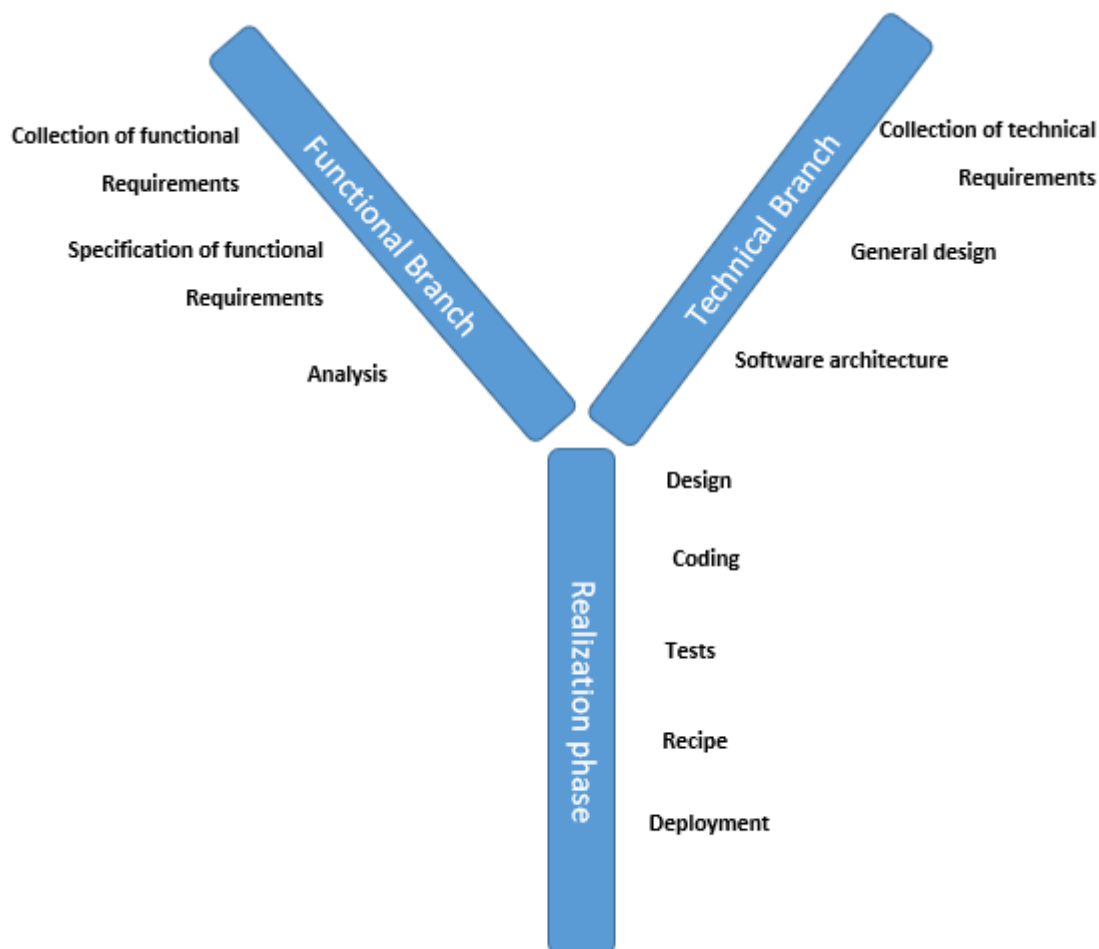 Collection of functional
Requirements
Specification of functional
Requirements
Analysis
Functional Branch
Technical Branch
Collection of technical
Requirements
General design
Software architecture
Realization phase
Design
Coding
Tests
Recipe
Deployment